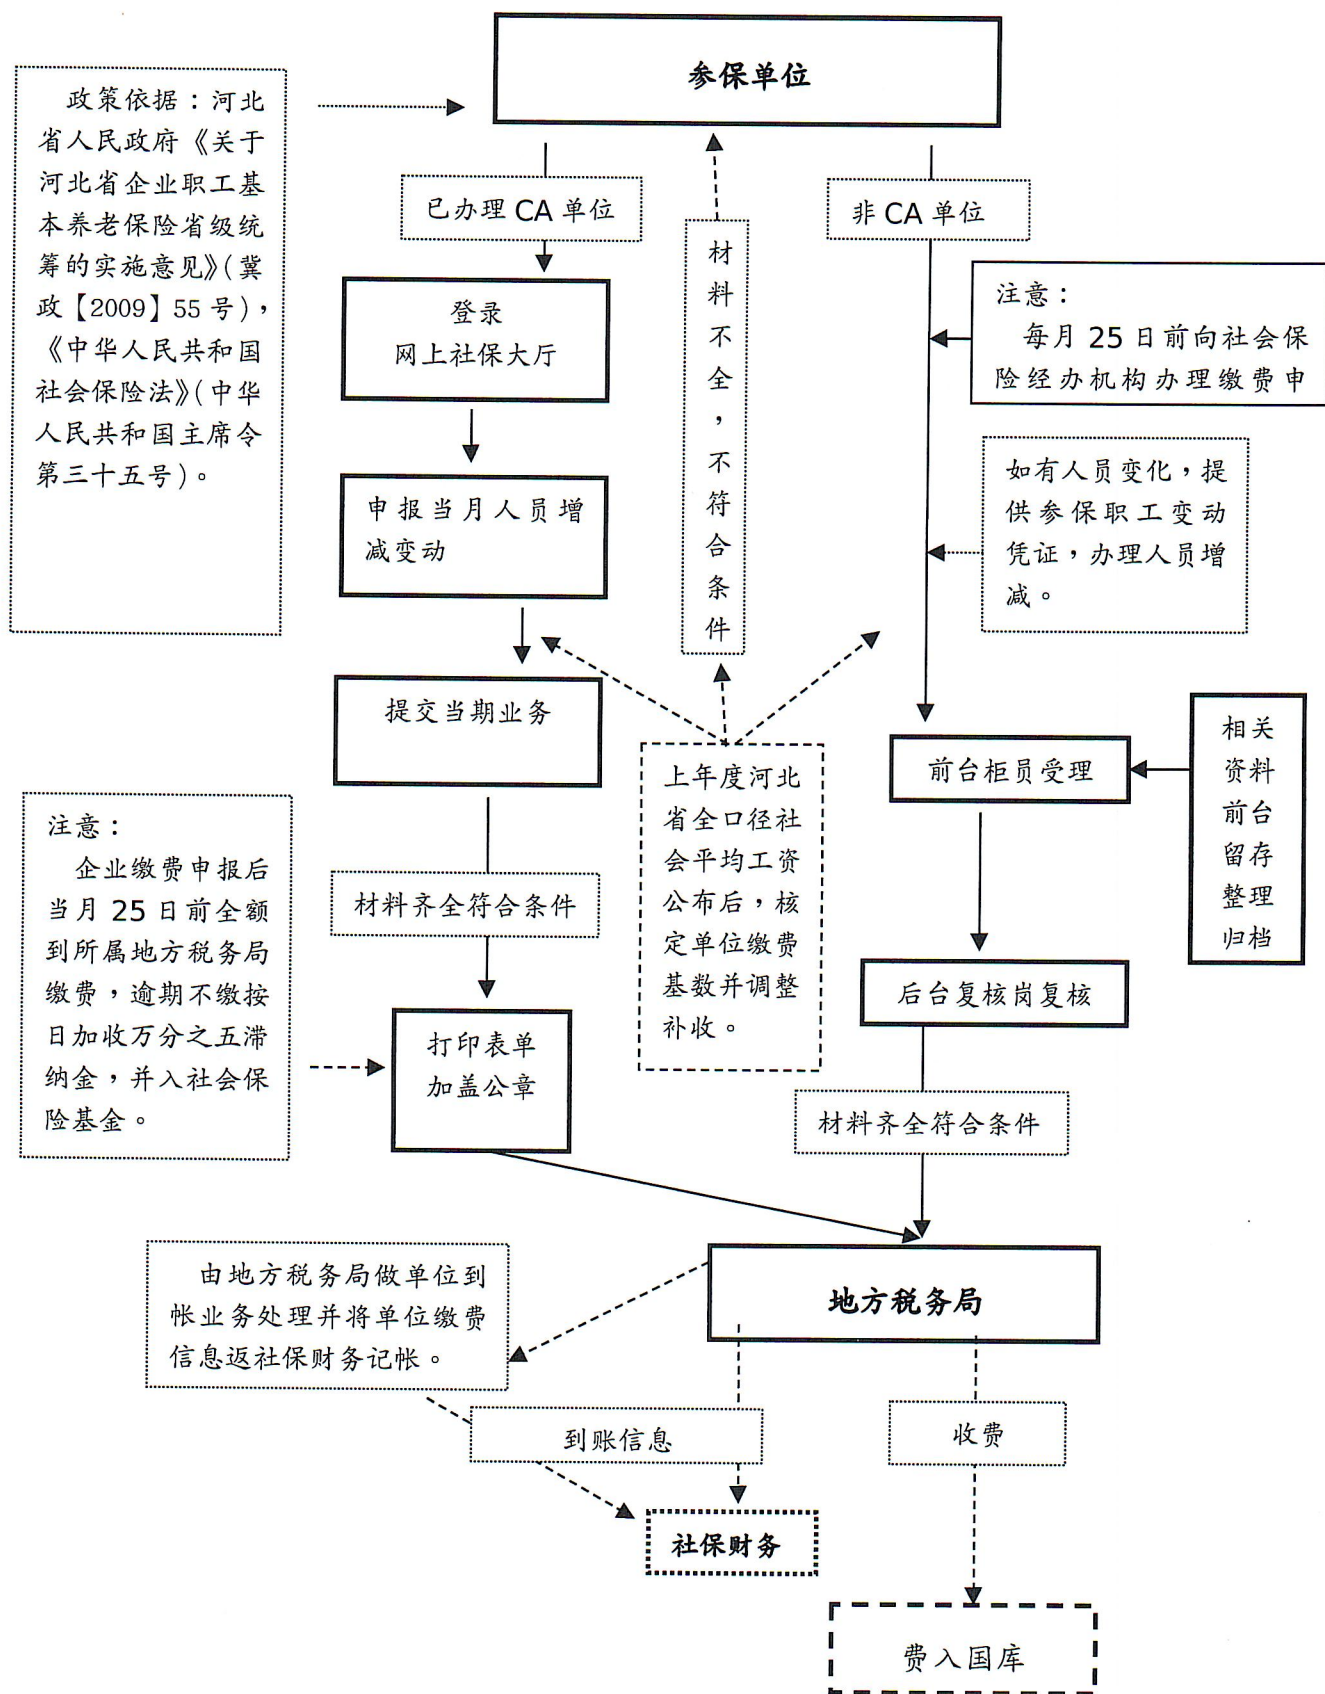 参保单位
政策依据：河北
省人民政府《关于
河北省企业职工基
本养老保险省级统
筹的实施意见》（冀
政【2009】55号），
《中华人民共和国
社会保险法》（中华
人民共和国主席令
第三十五号）。
已办理CA单位
非CA单位
材
料
不
全
，
不
符
合
条
件
登录
网上社保大厅
注意：
每月25日前向社会保
险经办机构办理缴费申
申报当月人员增
减变动
如有人员变化，提
供参保职工变动
凭证，办理人员增
减。
提交当期业务
上年度河北
省全口径社
会平均工资
公布后，核
定单位缴费
基数并调整
补收。
前台柜员受理
相关
资料
前台
留存
整理
归档
注意：
企业缴费申报后
当月25日前全额
到所属地方税务局
缴费，逾期不缴按
日加收万分之五滞
纳金，并入社会保
险基金。
材料齐全符合条件
后台复核岗复核
打印表单
加盖公章
材料齐全符合条件
由地方税务局做单位到
帐业务处理并将单位缴费
信息返社保财务记帐。
地方税务局
到账信息
收费
社保财务
费入国库